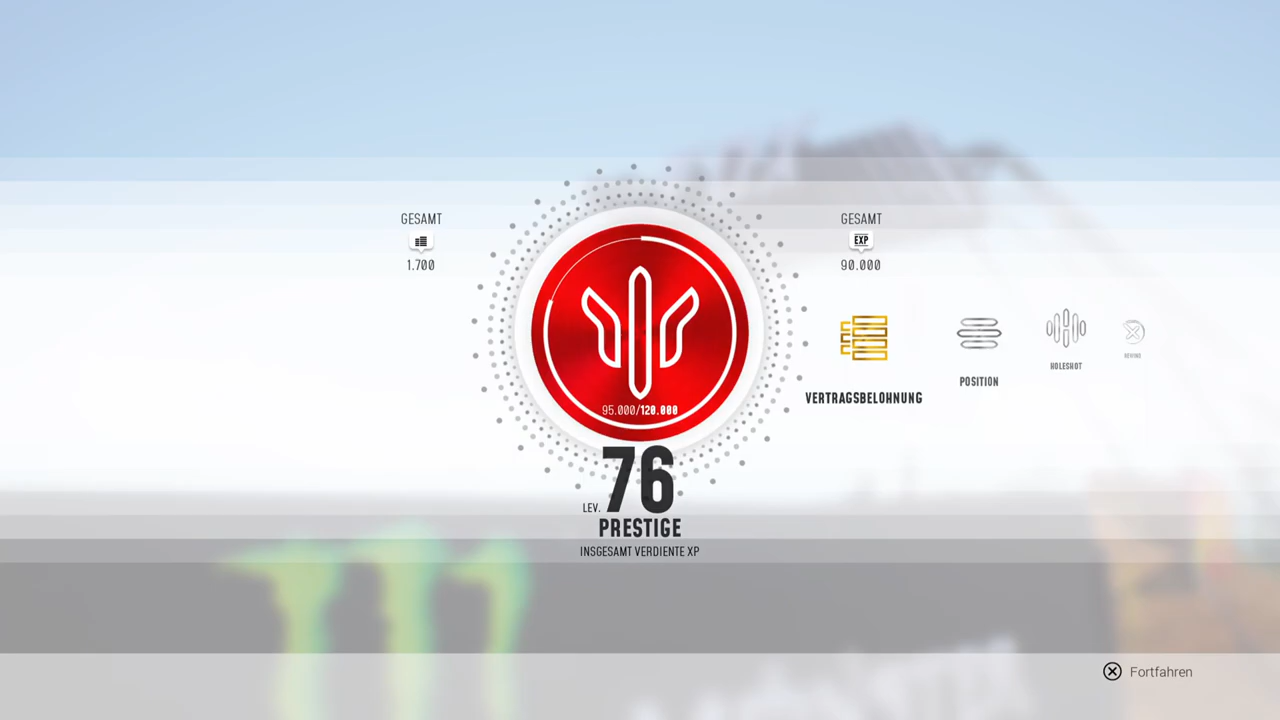 GESAMT
1.700
GESAMT
EXP
90.000
95.000/120.000
VERTRAGSBELOHNUNG
POSITION
HOLESHOT
LEV. 76
PRESTIGE
INSGESAMT VERDIENTE XP
Fortfahren